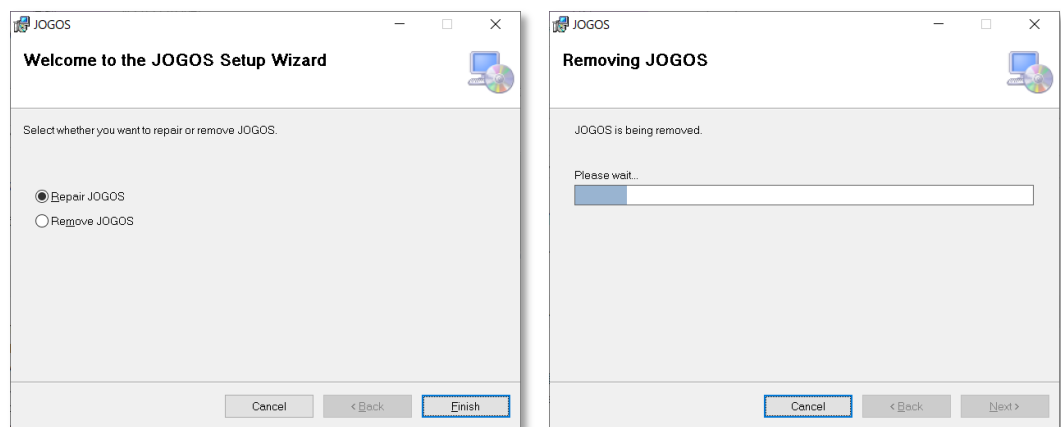 JOGOS
Welcome to the JOGOS Setup Wizard
Select whether you want to repair or remove JOGOS.
Repair JOGOS
Remove JOGOS
Cancel
< Back
Finish
JOGOS
Removing JOGOS
JOGOS is being removed.
Please wait...
Cancel
< Back
Next >